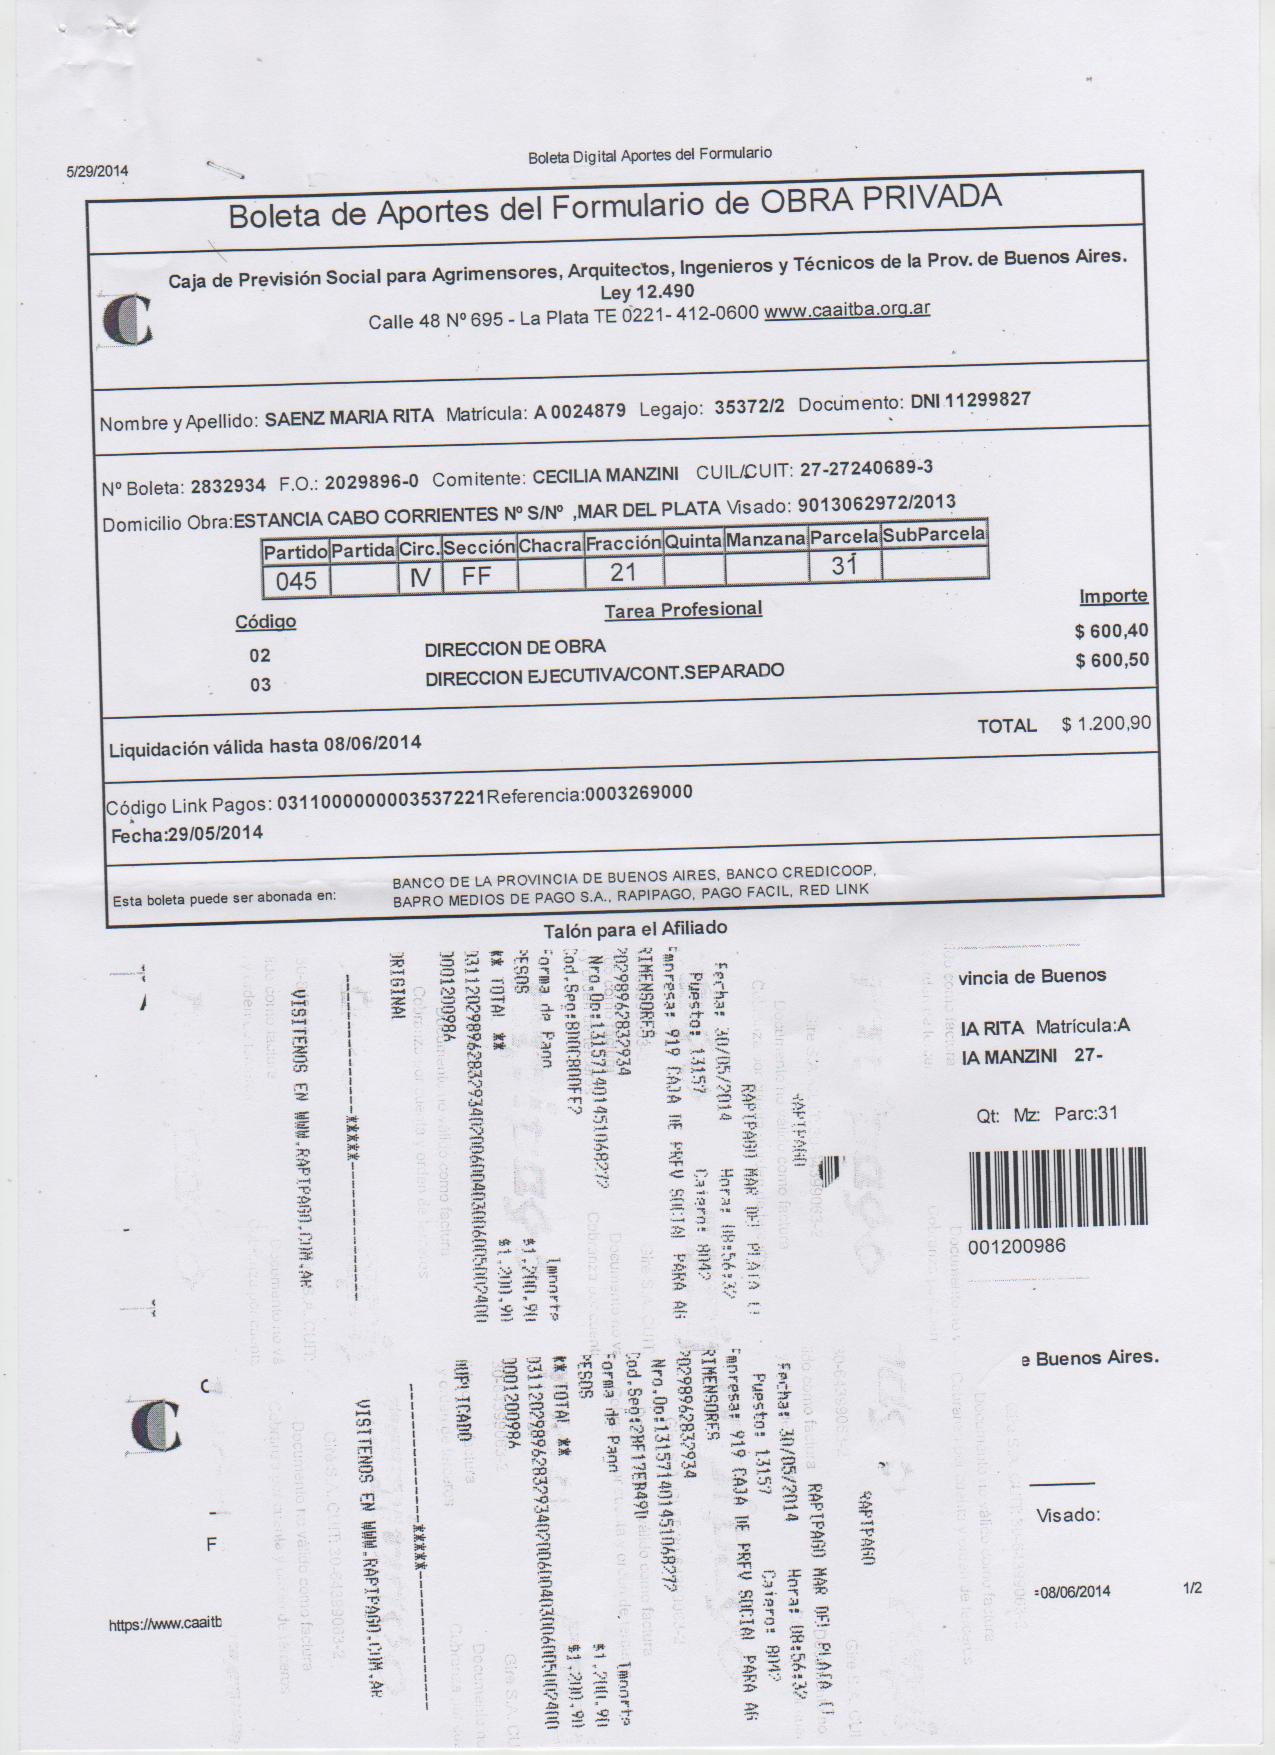 5/29/2014
Boleta Digital Aportes del Formulario
Boleta de Aportes del Formulario de OBRA PRIVADA
Caja de Previsión Social para Agrimensores, Arquitectos, Ingenieros y Técnicos de la Prov. de Buenos Aires.
Ley 12.490
Calle 48 Nº 695 - La Plata TE 0221- 412-0600 www.caaitba.org.ar
Nombre y Apellido: SAENZ MARIA RITA Matrícula: A 0024879 Legajo: 35372/2 Documento: DNI 11299827
Nº Boleta: 2832934 F.O.: 2029896-0 Comitente: CECILIA MANZINI CUIL/CUIT: 27-27240689-3
Domicilio Obra:ESTANCIA CABO CORRIENTES Nº S/Nº ,MAR DEL PLATA Visado: 9013062972/2013
Partido Partida Circ. Sección Chacra Fracción Quinta Manzana Parcela SubParcela
045 IV FF 21 31
Código Tarea Profesional Importe
02 DIRECCION DE OBRA $ 600,40
03 DIRECCION EJECUTIVA/CONT.SEPARADO $ 600,50
Liquidación válida hasta 08/06/2014 TOTAL $ 1.200,90
Código Link Pagos: 0311000000003537221Referencia:0003269000
Fecha:29/05/2014
Esta boleta puede ser abonada en: BANCO DE LA PROVINCIA DE BUENOS AIRES, BANCO CREDICOOP,
BAPRO MEDIOS DE PAGO S.A., RAPIPAGO, PAGO FACIL, RED LINK
Talón para el Afiliado
RAPIPAGO
RAPIPAGO MAR DEL PLATA
Fecha: 30/05/2014 Hora: 08:56:32
Puesto: 13157 Cajero: 8042
Empresa: 919 CAJA DE PREV SOCIAL PARA AG
RIMENSORES
20298962832934
Nro.Op:131571401451068272
Forma de Pago Importe
PESOS $1.200,90
** TOTAL ** $1.200,90
0001200986
ORIGINAL
-----*****-----
VISITENOS EN WWW.RAPIPAGO.COM.AR
vincia de Buenos
IA RITA Matrícula:A
IA MANZINI 27-
Qt: Mz: Parc:31
001200986
RAPIPAGO
RAPIPAGO MAR DEL PLATA
Fecha: 30/05/2014 Hora: 08:56:32
Puesto: 13157 Cajero: 8042
Empresa: 919 CAJA DE PREV SOCIAL PARA AG
RIMENSORES
20298962832934
Nro.Op:131571401451068272
Forma de Pago Importe
PESOS $1.200,90
** TOTAL ** $1.200,90
0001200986
DUPLICADO
-----*****-----
VISITENOS EN WWW.RAPIPAGO.COM.AR
e Buenos Aires.
Visado:
F
08/06/2014
1/2
https://www.caaitb